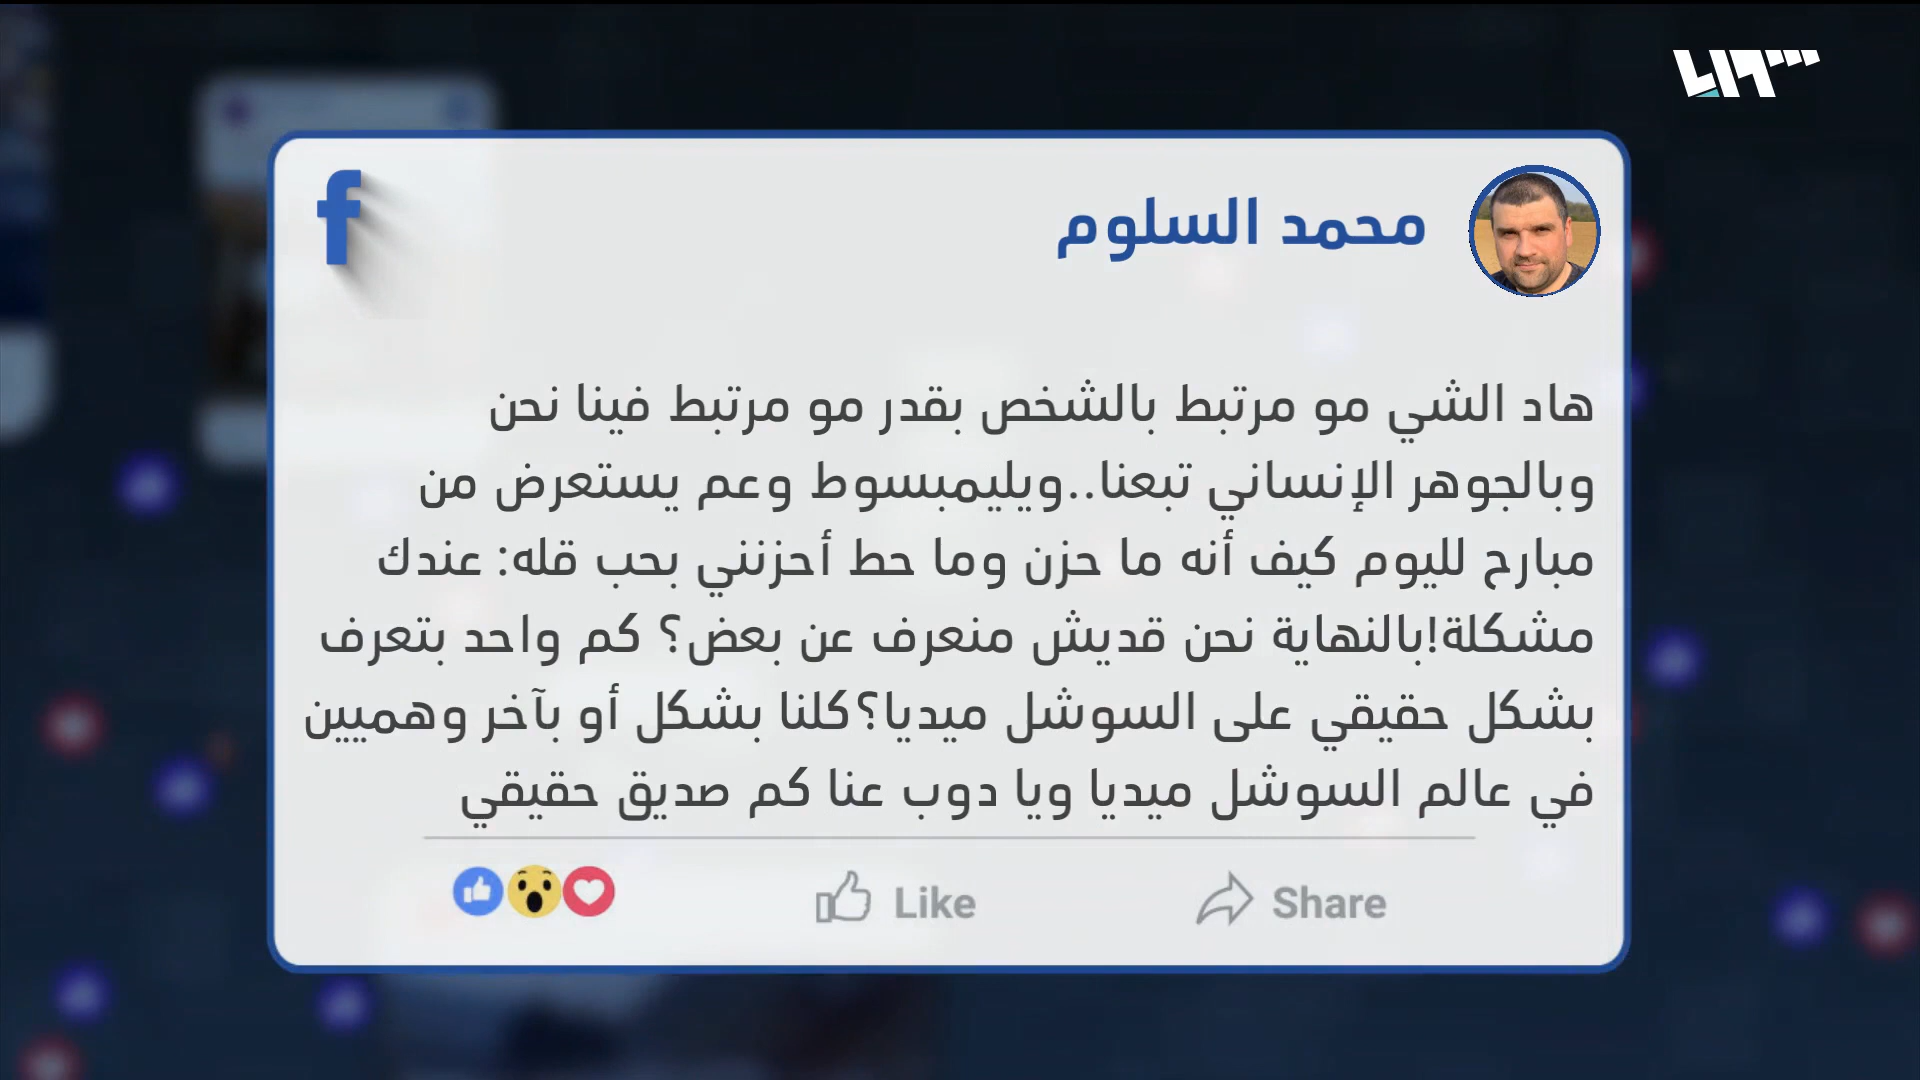 محمد السلوم
هاد الشي مو مرتبط بالشخص بقدر مو مرتبط فينا نحن
وبالجوهر الإنساني تبعنا..ويليمبسوط وعم يستعرض من
مبارح لليوم كيف أنه ما حزن وما حط أحزنني بحب قله: عندك
مشكلة!بالنهاية نحن قديش منعرف عن بعض؟ كم واحد بتعرف
بشكل حقيقي على السوشل ميديا؟كلنا بشكل أو بآخر وهميين
في عالم السوشل ميديا ويا دوب عنا كم صديق حقيقي
Like
Share